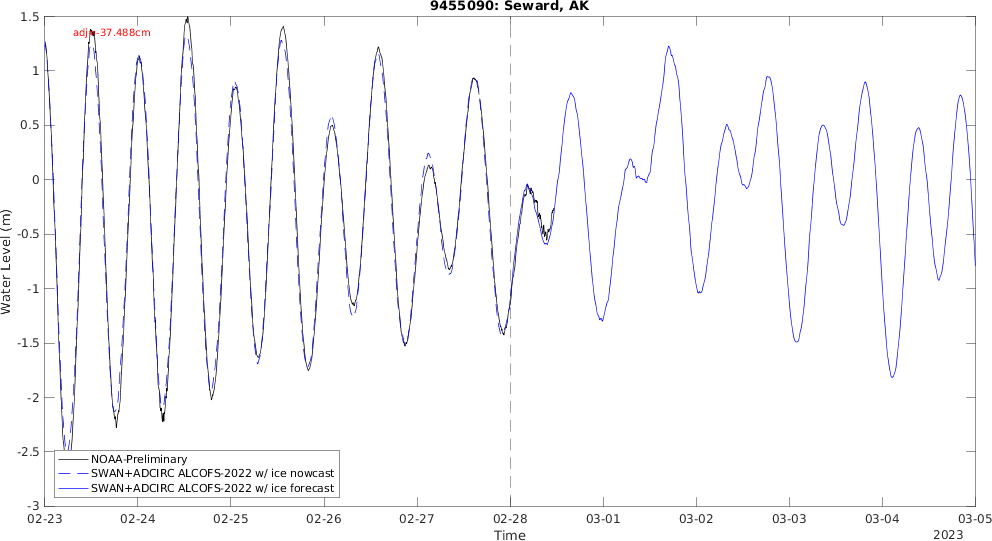 9455090: Seward, AK
adj: -37.488cm
1.5
1
0.5
0
-0.5
-1
-1.5
-2
-2.5
-3
Water Level (m)
NOAA-Preliminary
SWAN+ADCIRC ALCOFS-2022 w/ ice nowcast
SWAN+ADCIRC ALCOFS-2022 w/ ice forecast
02-23 02-24 02-25 02-26 02-27 02-28 03-01 03-02 03-03 03-04 03-05
Time
2023